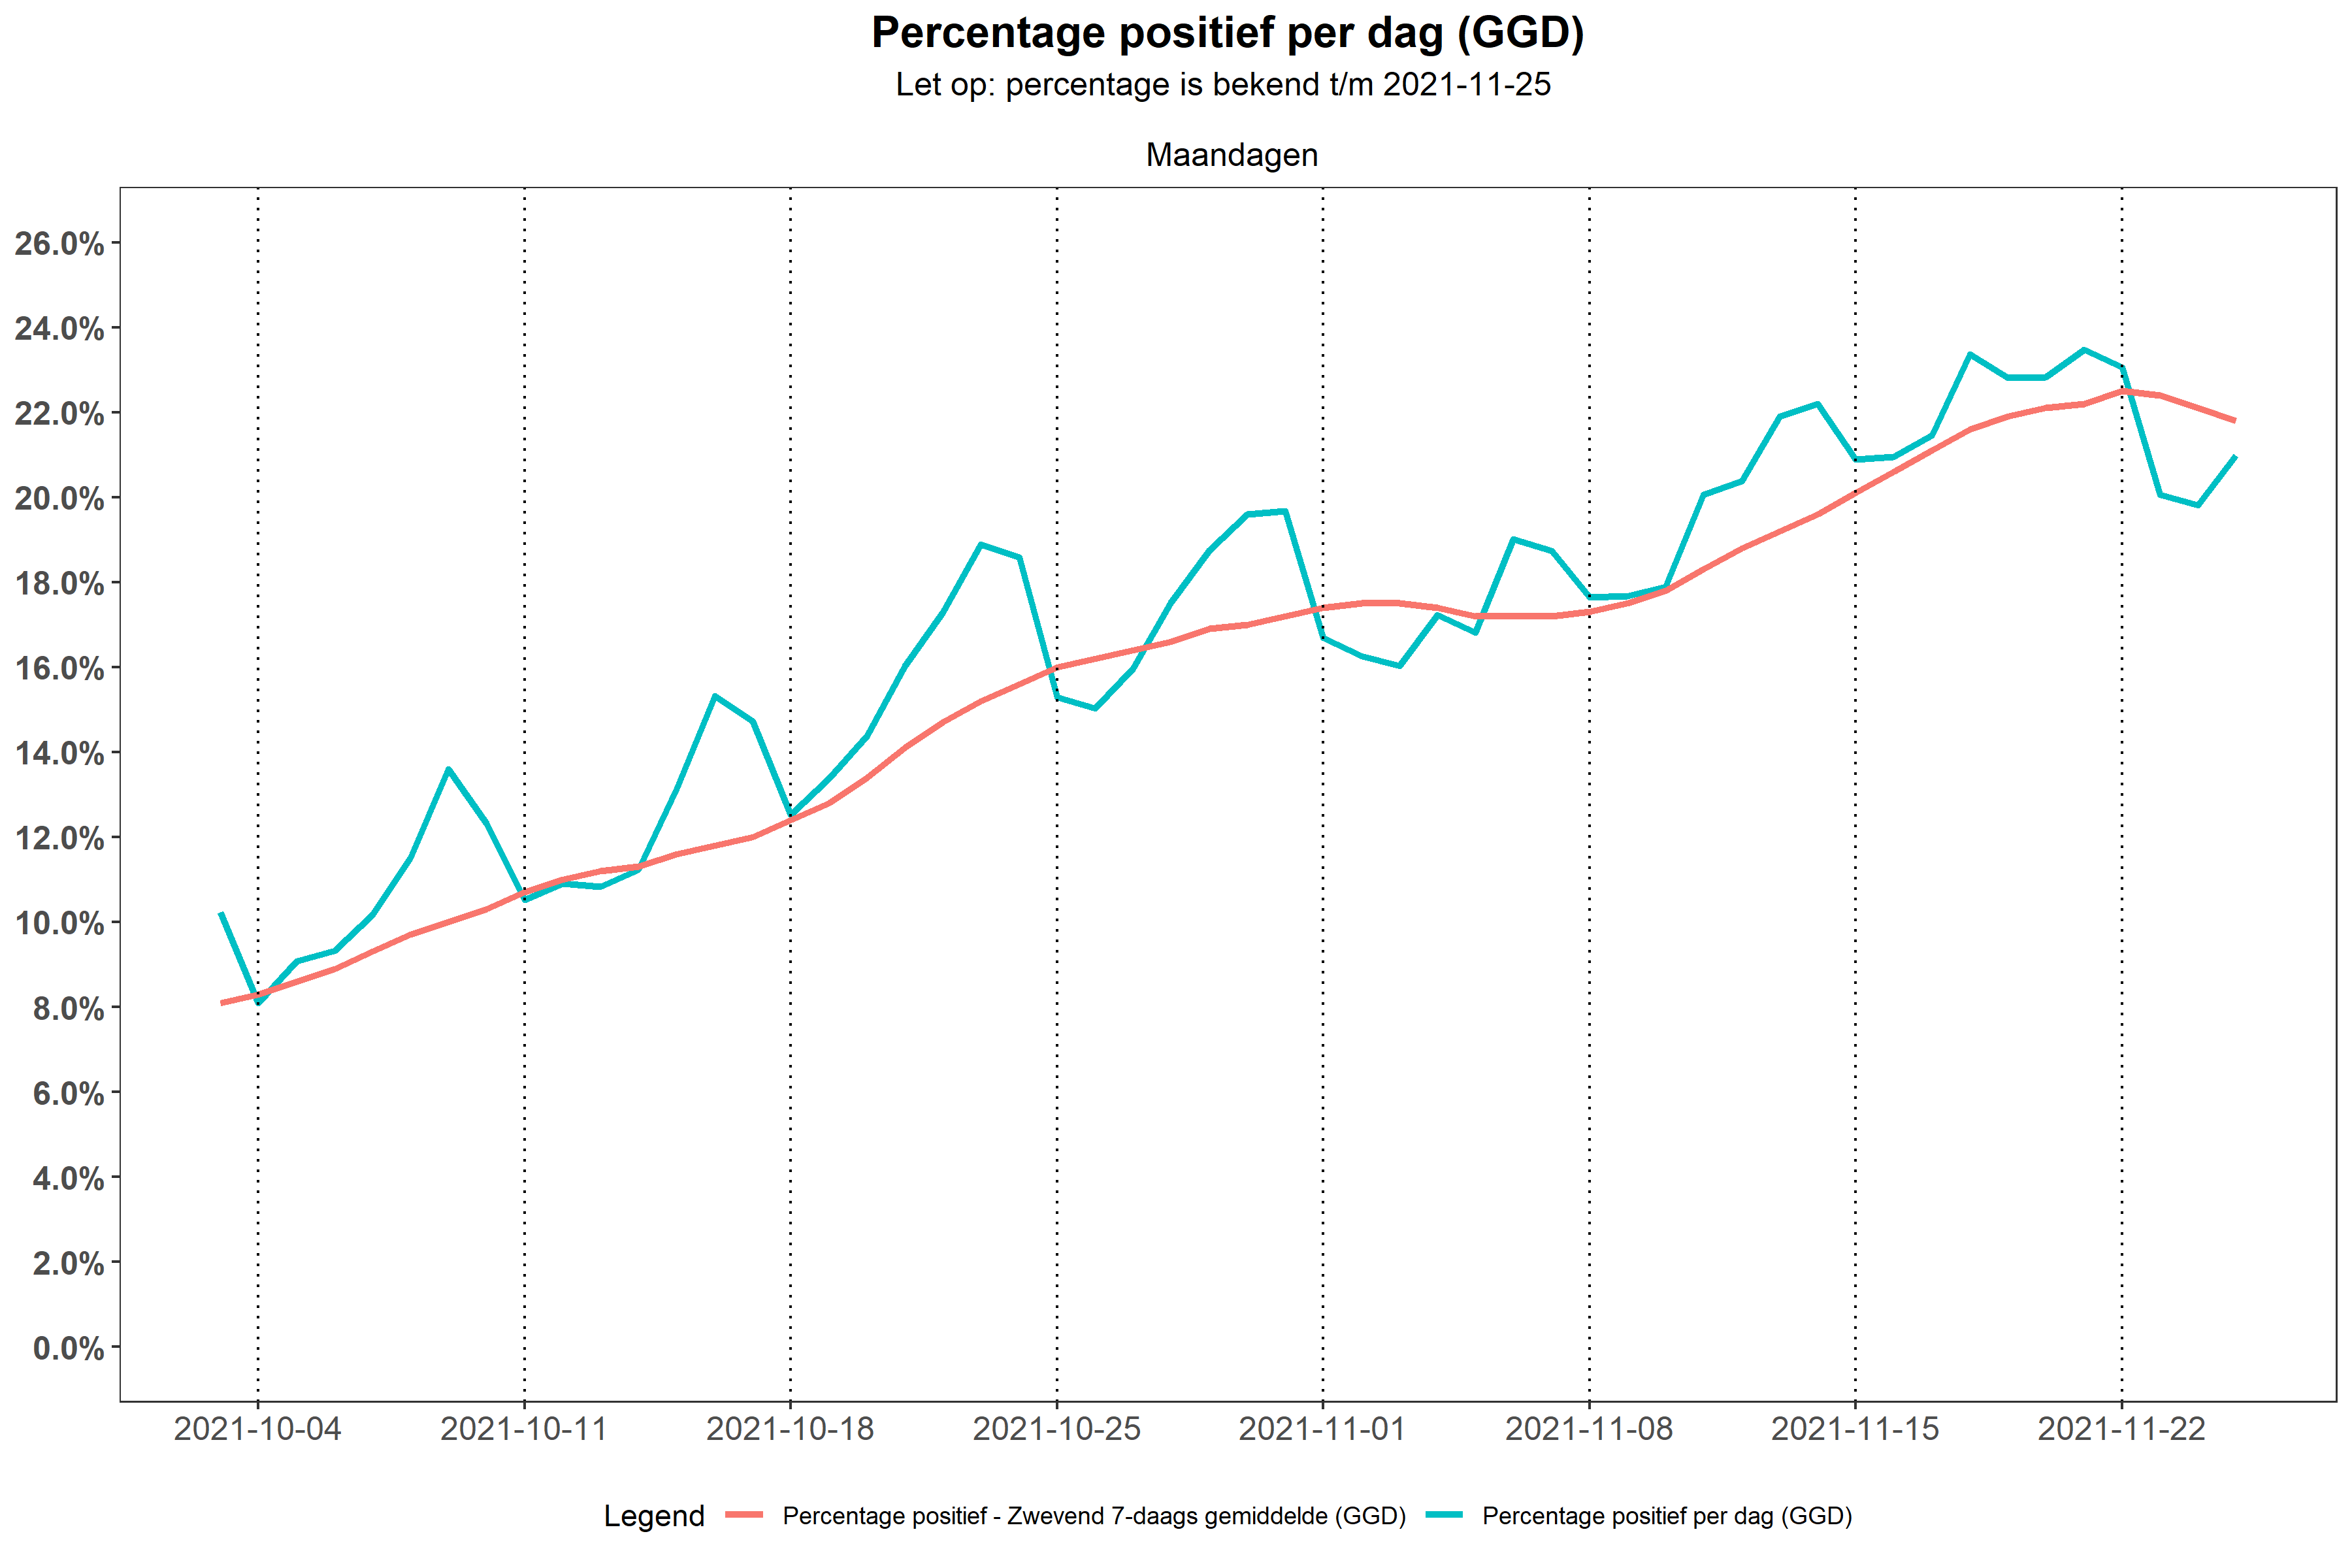 Percentage positief per dag (GGD)
Let op: percentage is bekend t/m 2021-11-25
Maandagen
26.0%
24.0%
22.0%
20.0%
18.0%
16.0%
14.0%
12.0%
10.0%
8.0%
6.0%
4.0%
2.0%
0.0%
2021-10-04 2021-10-11 2021-10-18 2021-10-25 2021-11-01 2021-11-08 2021-11-15 2021-11-22
Legend Percentage positief - Zwevend 7-daags gemiddelde (GGD) Percentage positief per dag (GGD)